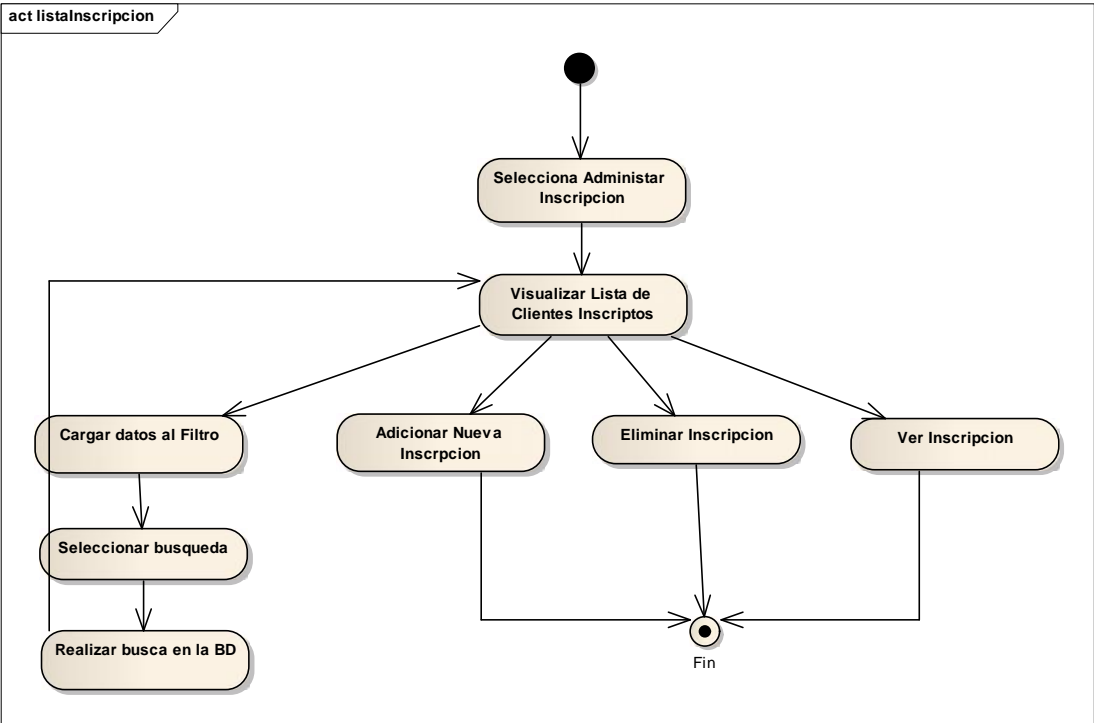 act listaInscripcion
Selecciona Administar
Inscripcion
Visualizar Lista de
Clientes Inscriptos
Cargar datos al Filtro
Adicionar Nueva
Inscrpcion
Eliminar Inscripcion
Ver Inscripcion
Seleccionar busqueda
Realizar busca en la BD
Fin